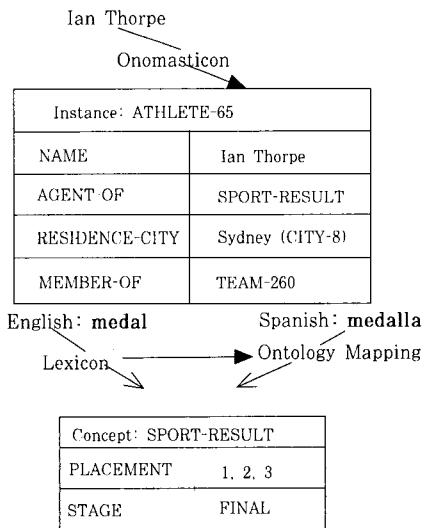 Ian Thorpe
Onomasticon
Instance: ATHLETE-65
NAME Ian Thorpe
AGENT-OF SPORT-RESULT
RESIDENCE-CITY Sydney (CITY-8)
MEMBER-OF TEAM-260
English: medal Spanish: medalla
Lexicon Ontology Mapping
Concept: SPORT-RESULT
PLACEMENT 1, 2, 3
STAGE FINAL